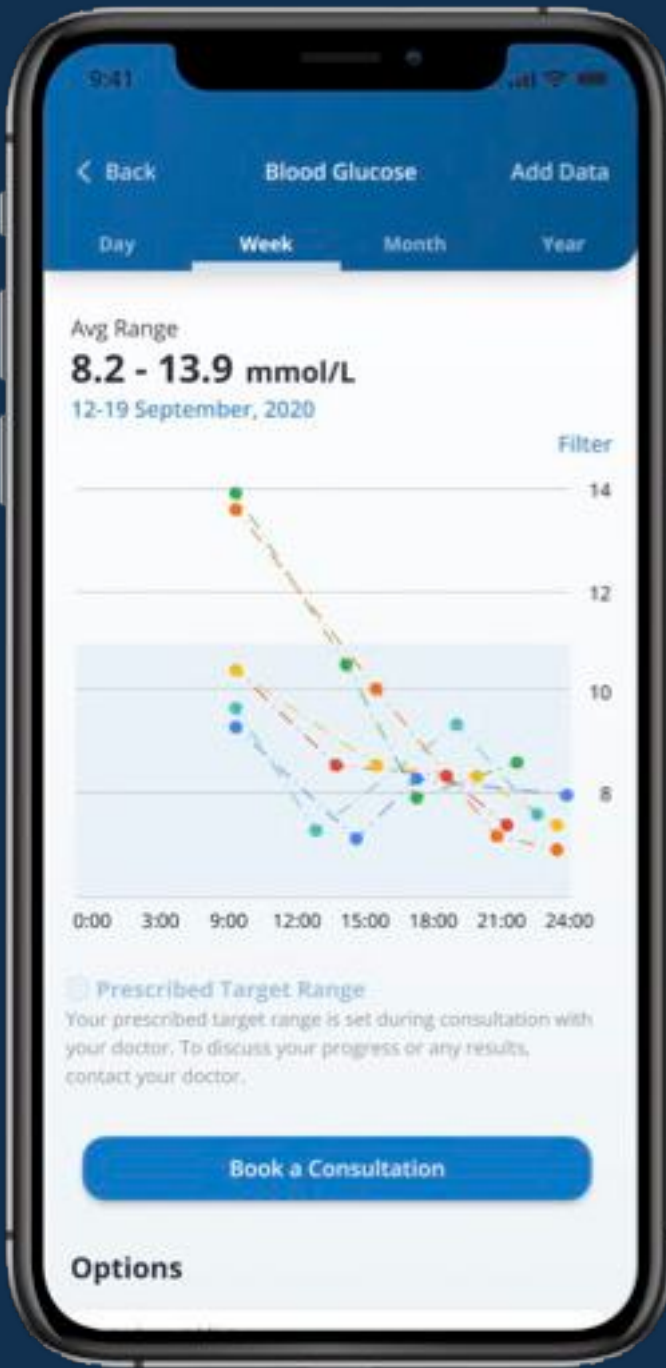 9:41
Back Blood Glucose Add Data
Day Week Month Year
Avg Range
8.2 - 13.9 mmol/L
12-19 September, 2020
Filter
14
12
10
8
0:00 3:00 9:00 12:00 15:00 18:00 21:00 24:00
Prescribed Target Range
Your prescribed target range is set during consultation with
your doctor. To discuss your progress or any results,
contact your doctor.
Book a Consultation
Options